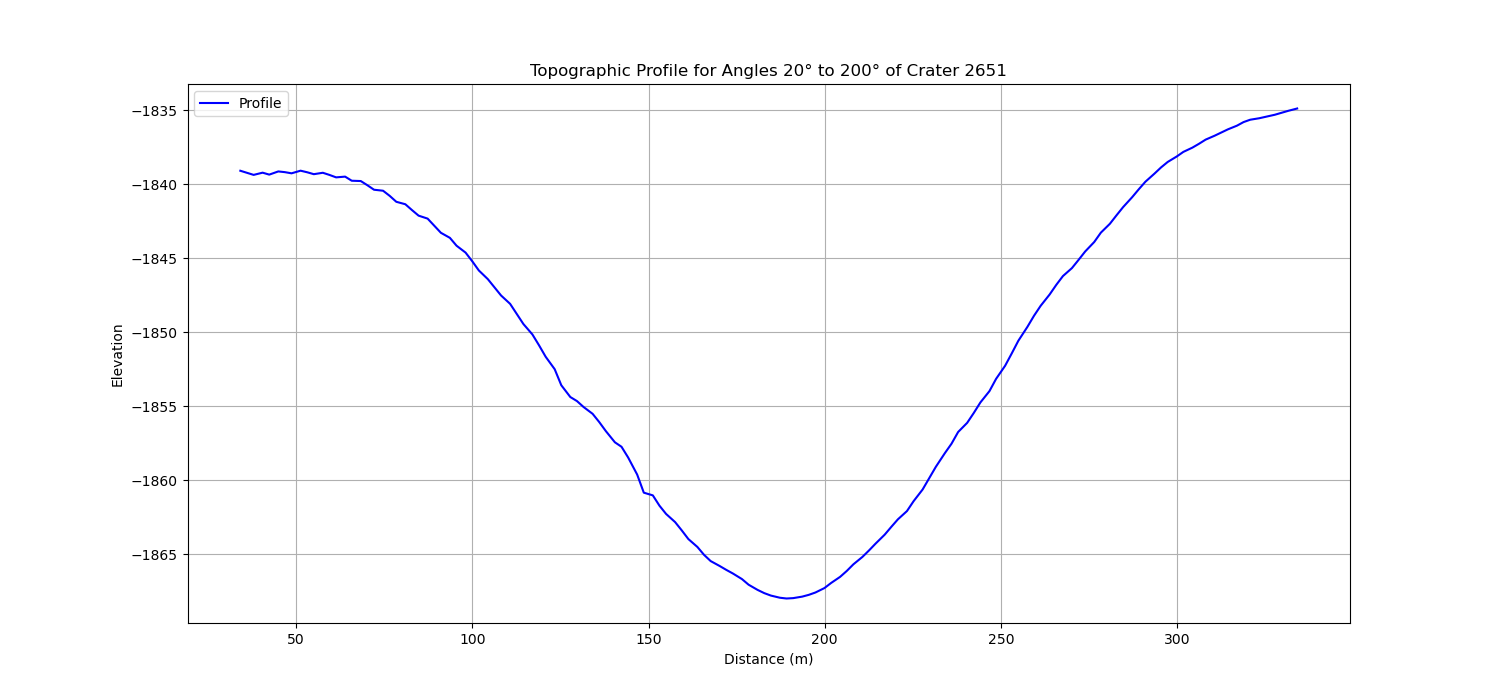 Topographic Profile for Angles 20° to 200° of Crater 2651
Profile
−1835
−1840
−1845
−1850
−1855
−1860
−1865
Elevation
50 100 150 200 250 300
Distance (m)